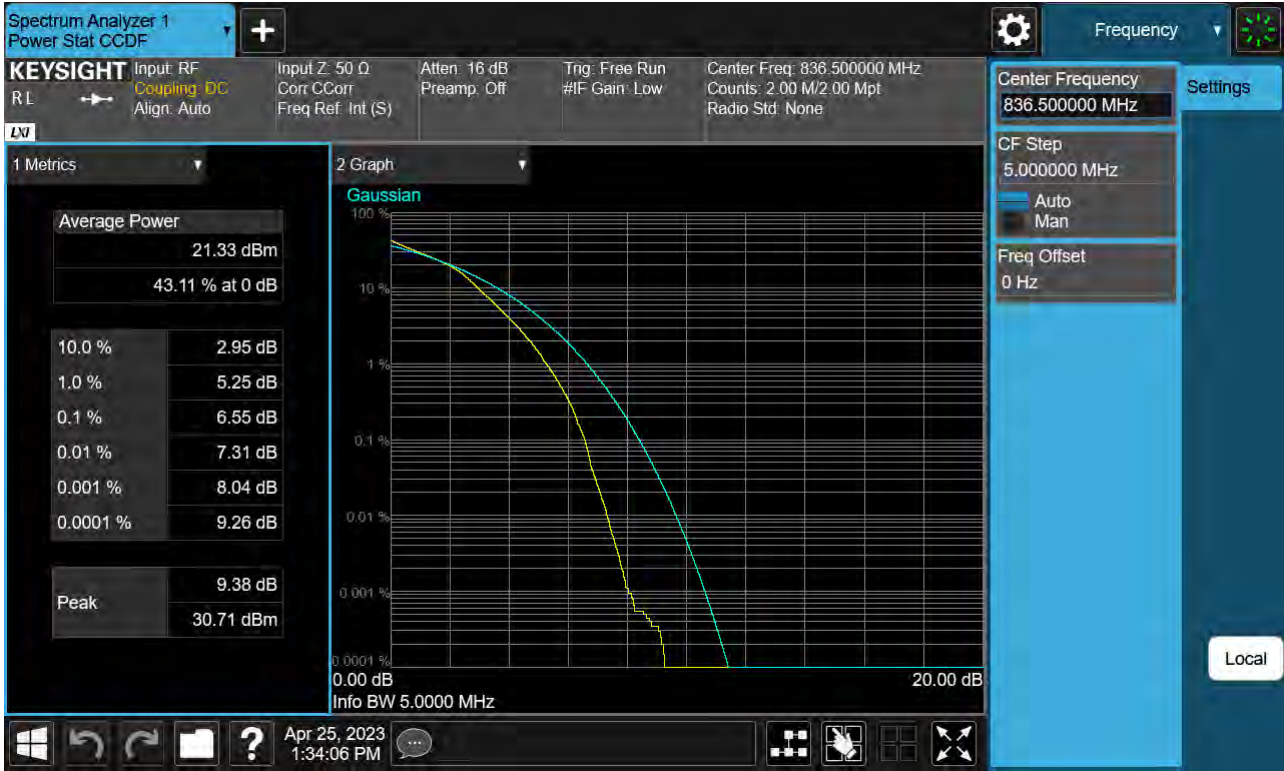 Spectrum Analyzer 1
Power Stat CCDF
Frequency
KEYSIGHT
R L
LXI
Input: RF
Coupling: DC
Align: Auto
Input Z: 50 Ω
Corr CCorr
Freq Ref: Int (S)
Atten: 16 dB
Preamp: Off
Trig: Free Run
#IF Gain: Low
Center Freq: 836.500000 MHz
Counts: 2.00 M/2.00 Mpt
Radio Std: None
Center Frequency
836.500000 MHz
Settings
CF Step
5.000000 MHz
Auto
Man
Freq Offset
0 Hz
Local
1 Metrics
Average Power
21.33 dBm
43.11 % at 0 dB
10.0 % 2.95 dB
1.0 % 5.25 dB
0.1 % 6.55 dB
0.01 % 7.31 dB
0.001 % 8.04 dB
0.0001 % 9.26 dB
Peak
9.38 dB
30.71 dBm
2 Graph
Gaussian
100 %
10 %
1 %
0.1 %
0.01 %
0.001 %
0.0001 %
0.00 dB 20.00 dB
Info BW 5.0000 MHz
?
Apr 25, 2023
1:34:06 PM